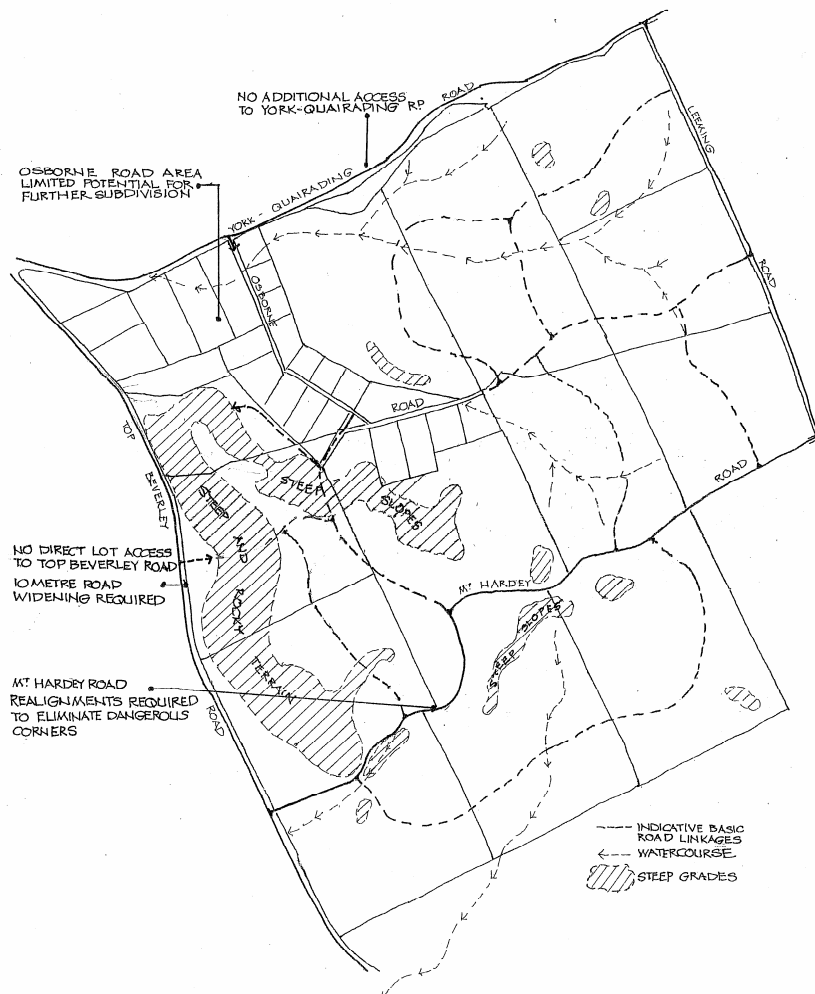 NO ADDITIONAL ACCESS
TO YORK-QUAIRADING RD.
ROAD
LEEMING
OSBORNE ROAD AREA
LIMITED POTENTIAL FOR
FURTHER SUBDIVISION
YORK - QUAIRADING
OSBORNE
ROAD
ROAD
TOP
BEVERLEY
STEEP
SLOPES
STEEP
AND
ROCKY
TERRAIN
ROAD
NO DIRECT LOT ACCESS
TO TOP BEVERLEY ROAD
10 METRE ROAD
WIDENING REQUIRED
MT HARDEY
STEEP SLOPES
MT HARDEY ROAD
REALIGNMENTS REQUIRED
TO ELIMINATE DANGEROUS
CORNERS
ROAD
INDICATIVE BASIC
ROAD LINKAGES
WATERCOURSE
STEEP GRADES